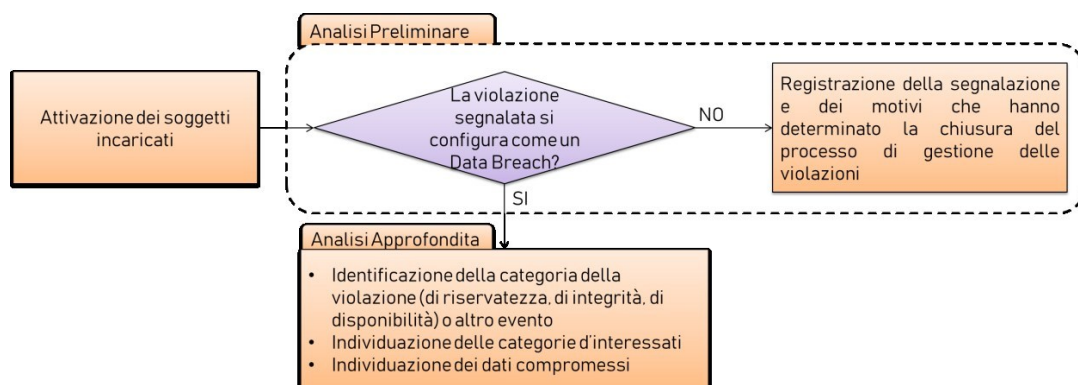 Analisi Preliminare
Attivazione dei soggetti
incaricati
La violazione
segnalata si
configura come un
Data Breach?
NO
Registrazione della segnalazione
e dei motivi che hanno
determinato la chiusura del
processo di gestione delle
violazioni
SI
Analisi Approfondita
• Identificazione della categoria della
violazione (di riservatezza, di integrità, di
disponibilità) o altro evento
• Individuazione delle categorie d'interessati
• Individuazione dei dati compromessi